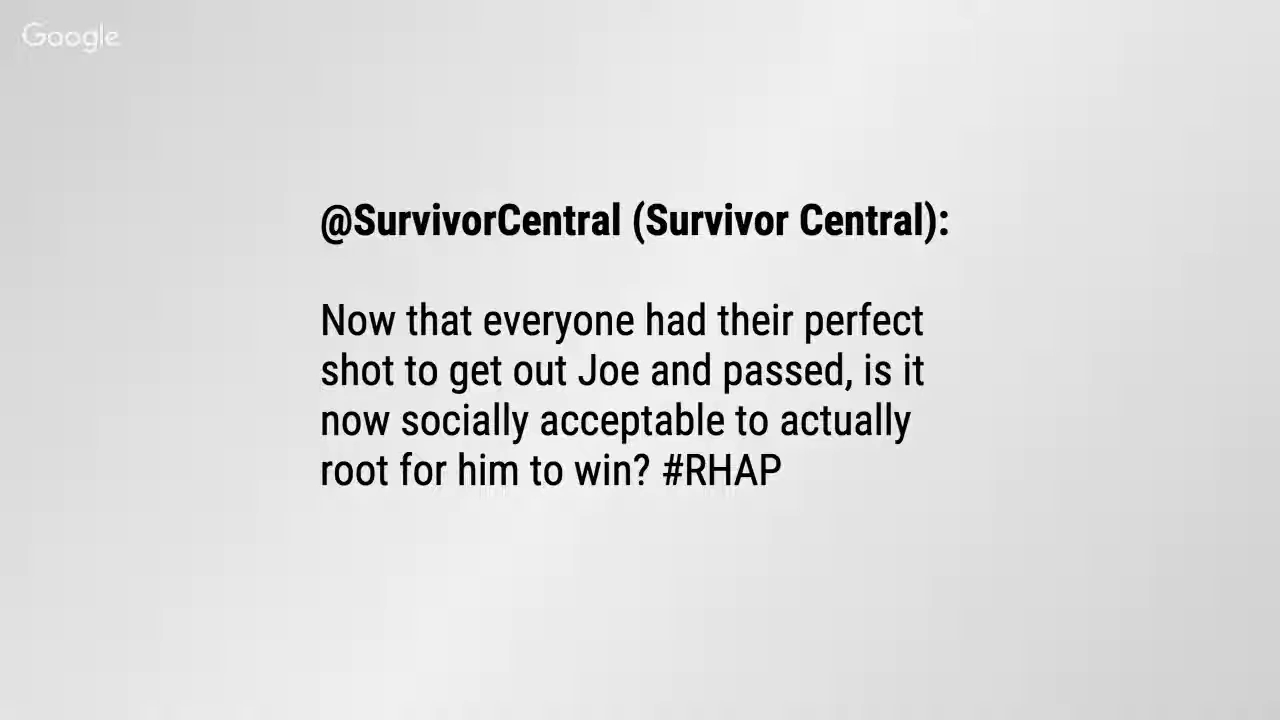 Google
@SurvivorCentral (Survivor Central):
Now that everyone had their perfect
shot to get out Joe and passed, is it
now socially acceptable to actually
root for him to win? #RHAP